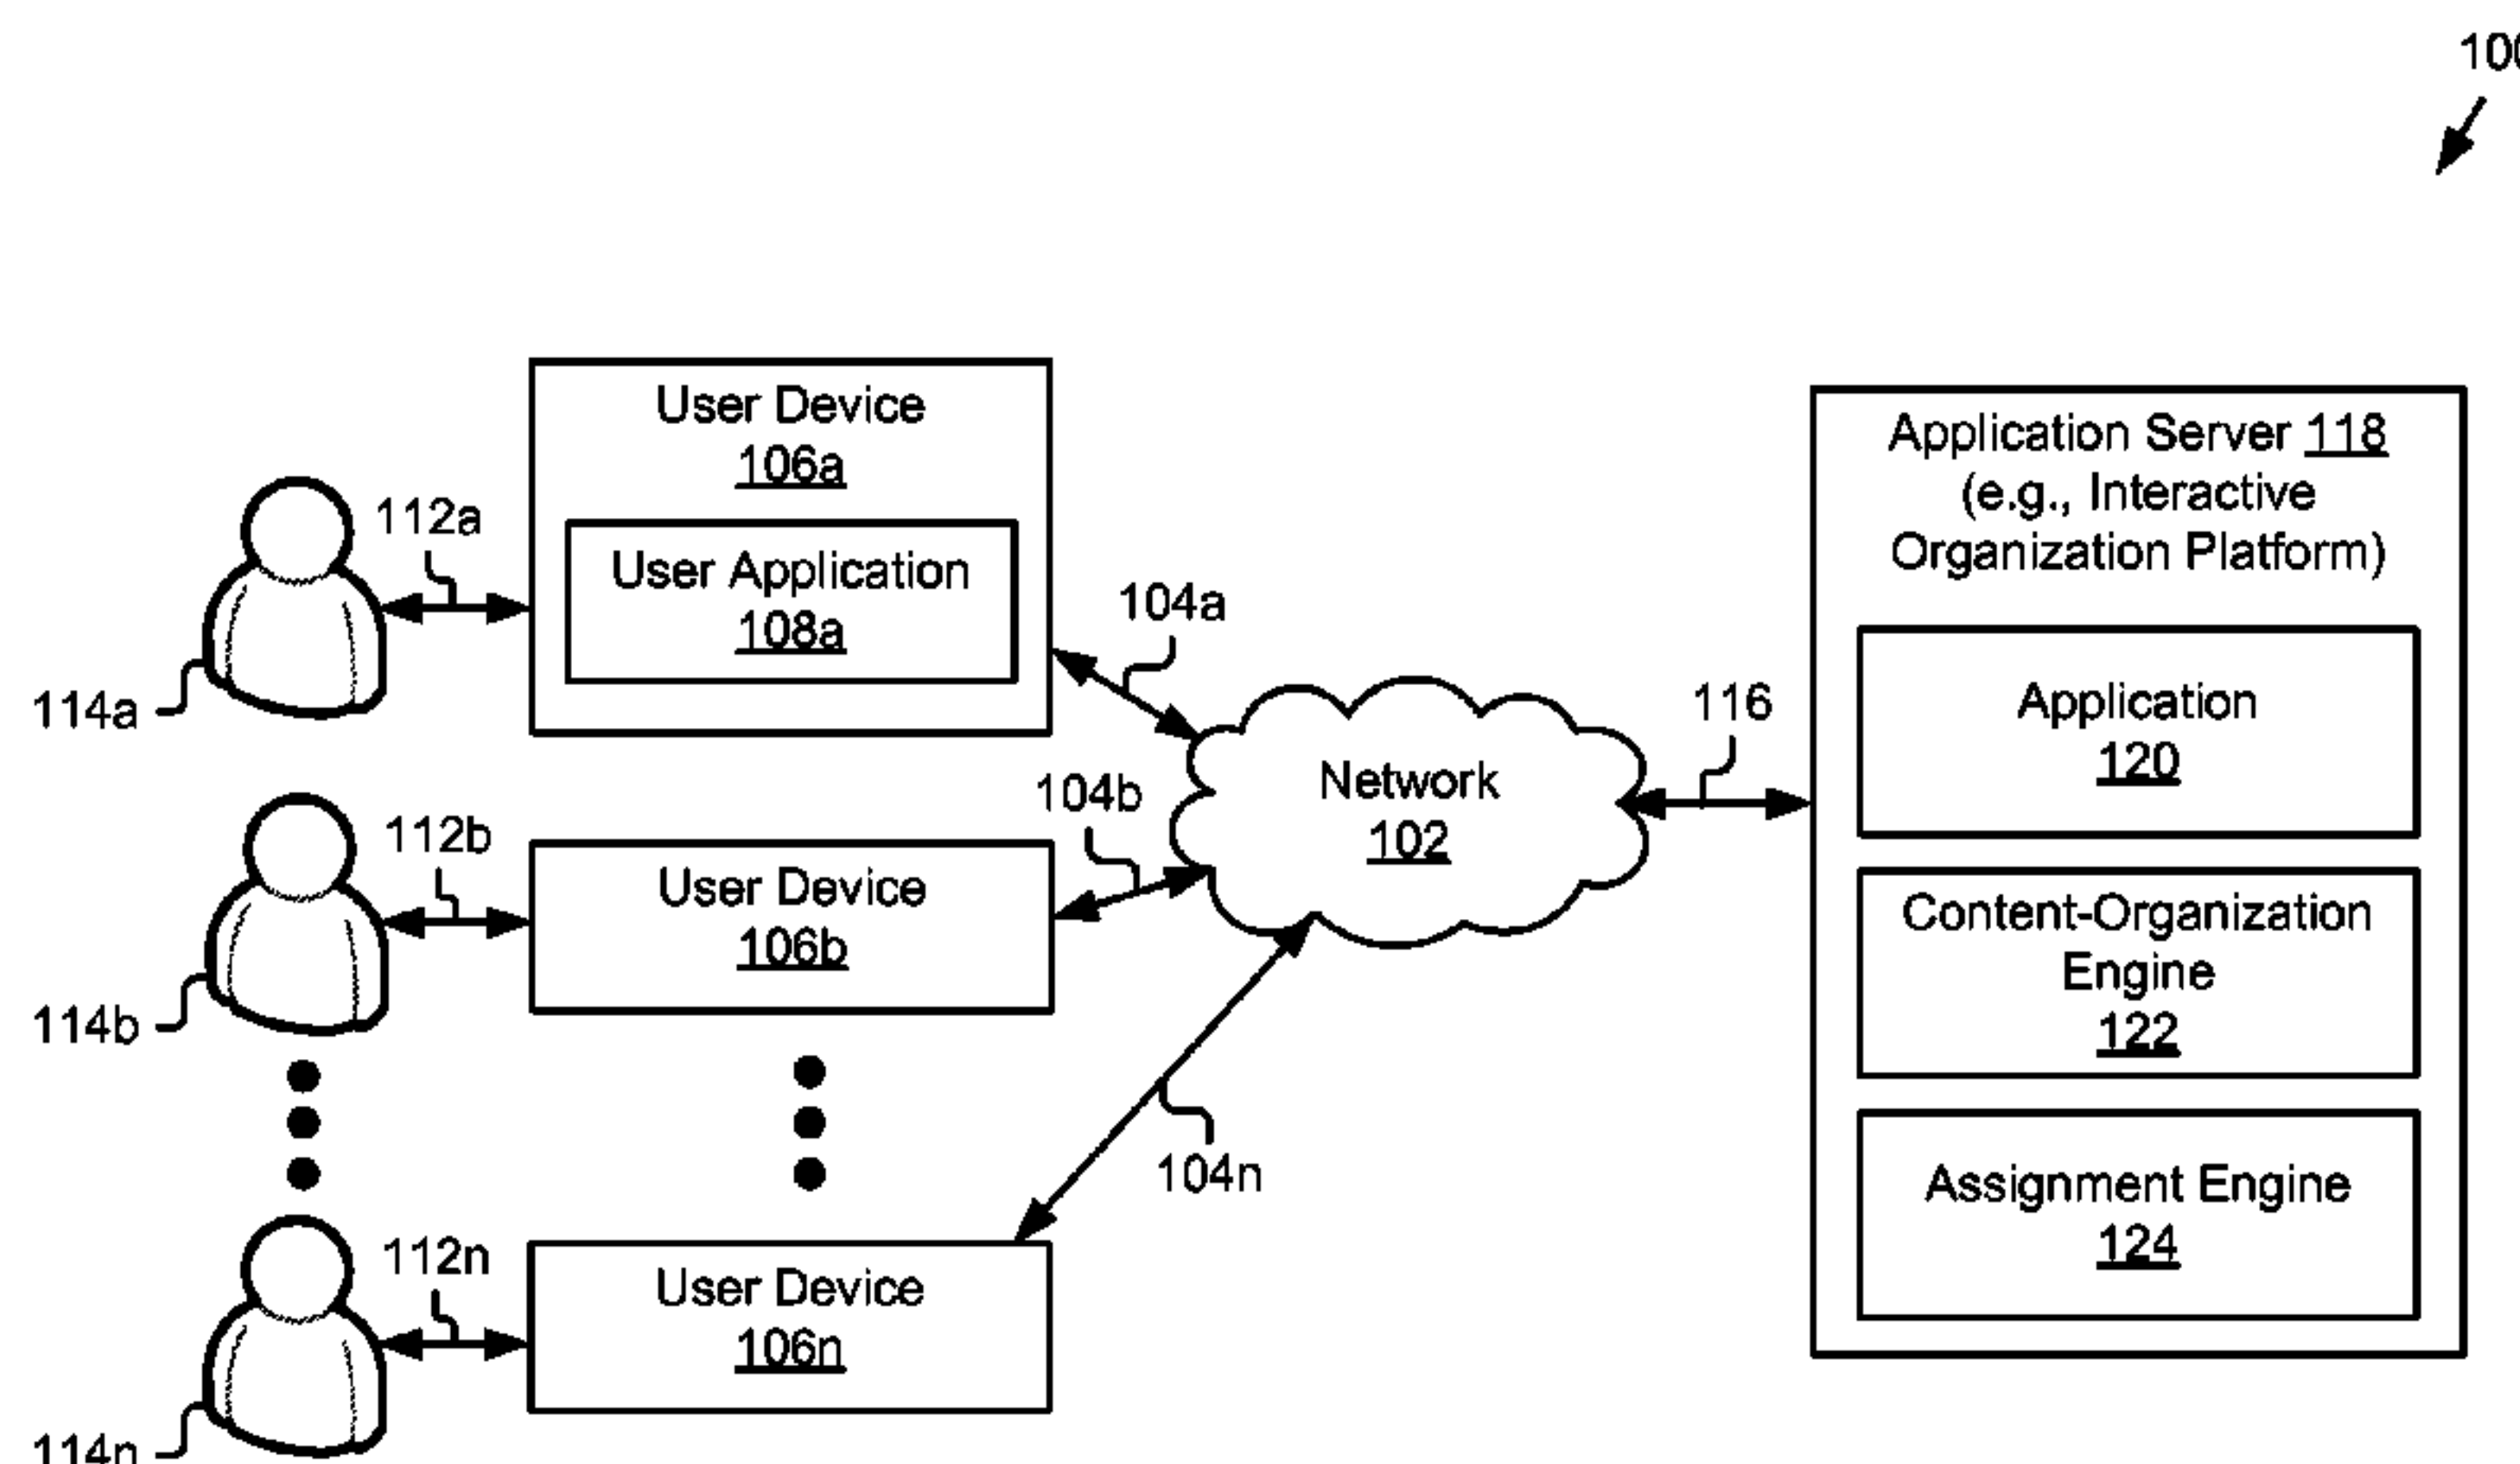 100
User Device
106a
User Application
108a
112a
114a
104a
Application Server 118
(e.g., Interactive
Organization Platform)
Application
120
116
Network
102
104b
112b
User Device
106b
114b
Content-Organization
Engine
122
104n
Assignment Engine
124
112n
User Device
106n
114n